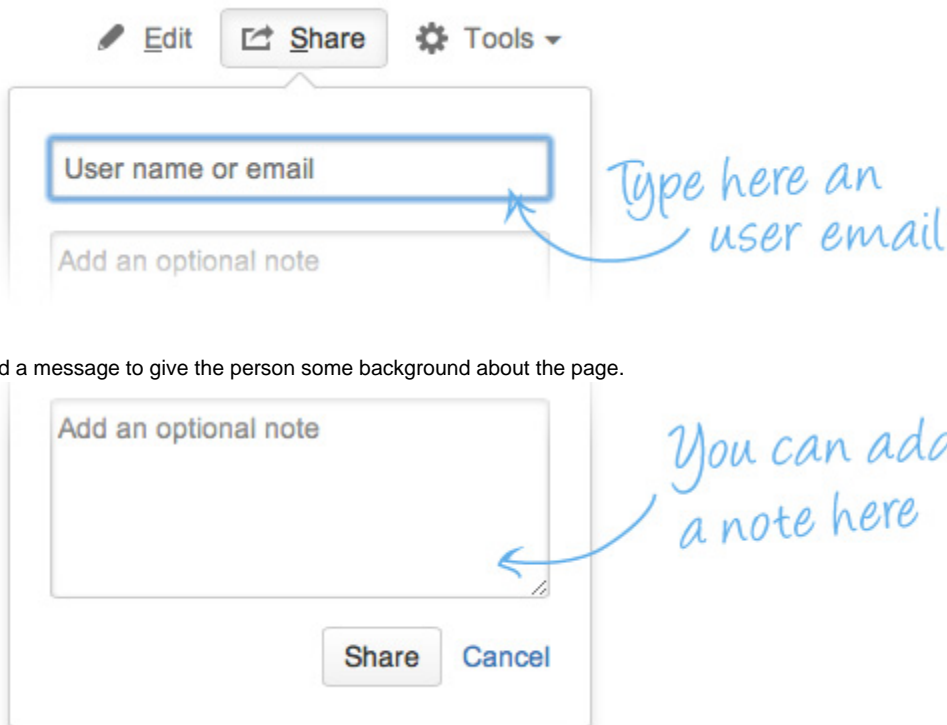 Edit Share Tools
User name or email
Type here an
user email
Add an optional note
d a message to give the person some background about the page.
Add an optional note
You can add
a note here
Share Cancel